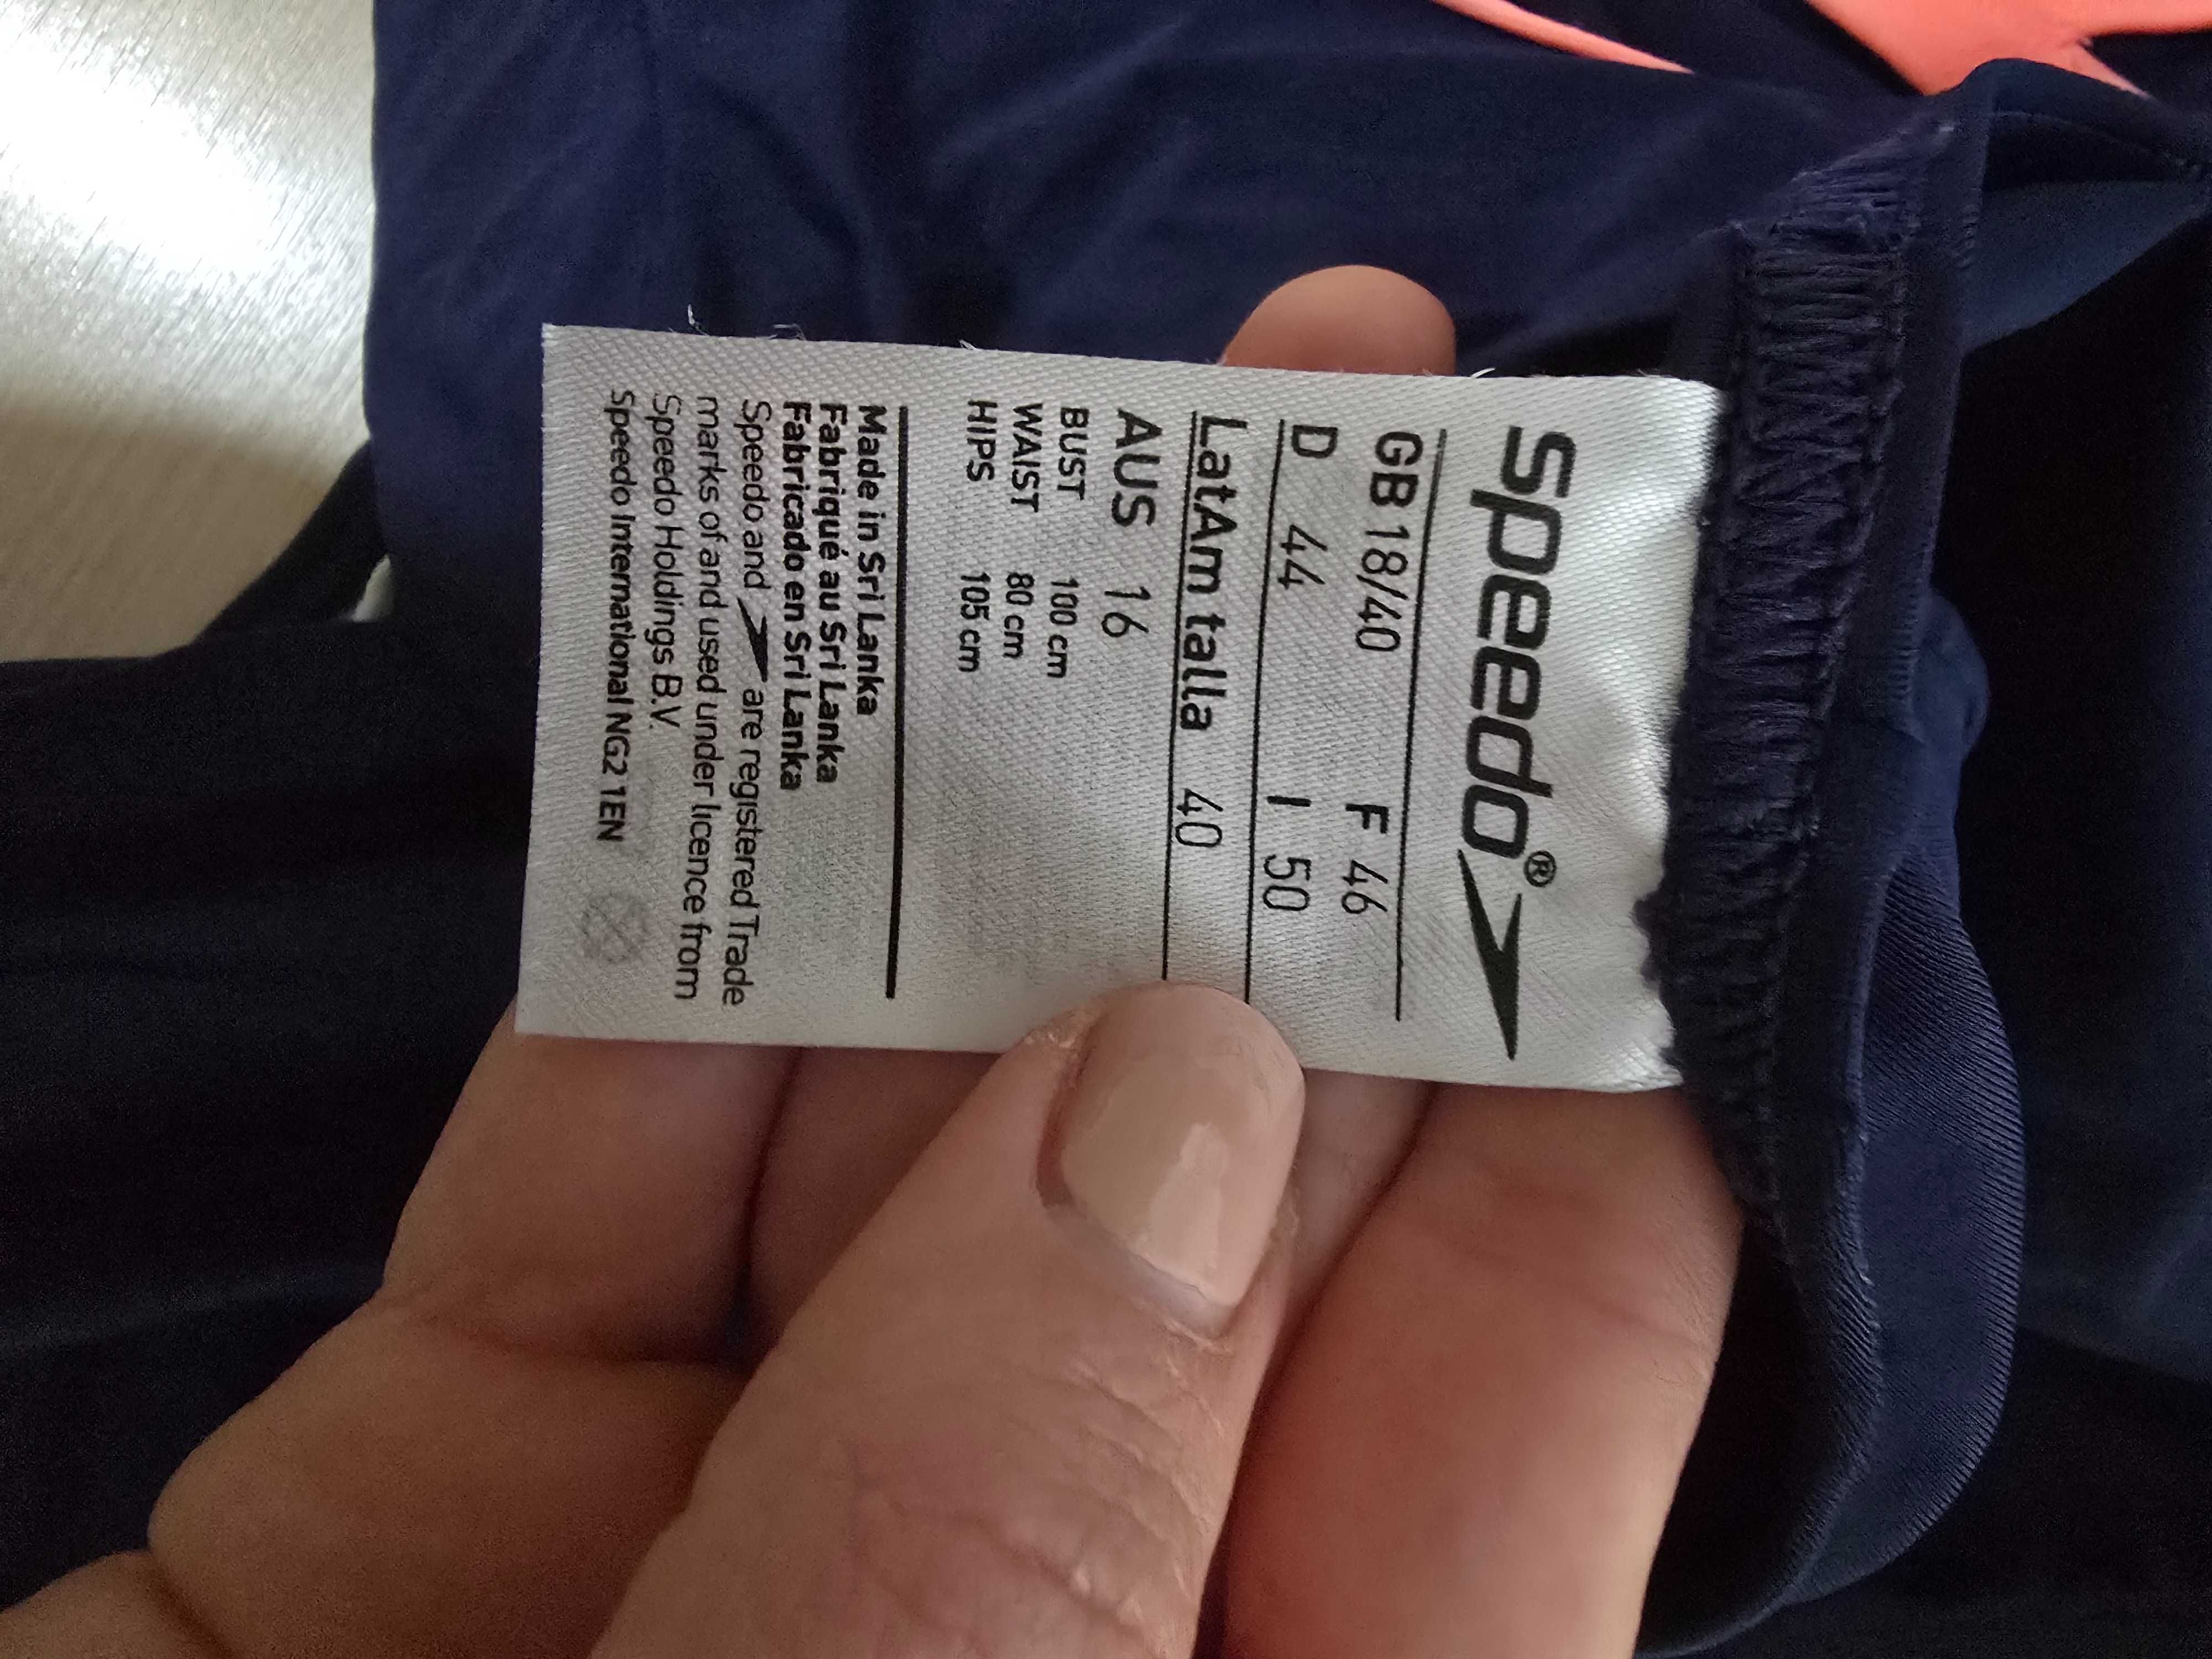 speedo®
GB 18/40 F 46
D 44 I 50
LatAm talla 40
AUS 16
BUST 100 cm
WAIST 80 cm
HIPS 105 cm
Made in Sri Lanka
Fabriqué au Sri Lanka
Fabricado en Sri Lanka
Speedo and are registered Trade
marks of and used under licence from
Speedo Holdings B.V.
Speedo International NG2 1EN